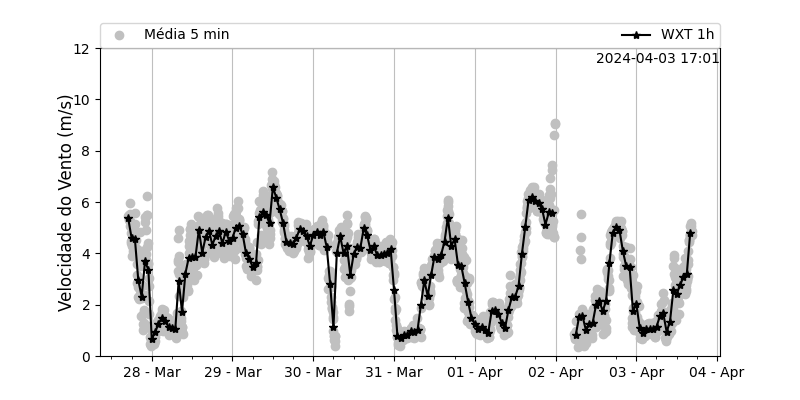 Média 5 min
WXT 1h
2024-04-03 17:01
Velocidade do Vento (m/s)
12
10
8
6
4
2
0
28 - Mar
29 - Mar
30 - Mar
31 - Mar
01 - Apr
02 - Apr
03 - Apr
04 - Apr